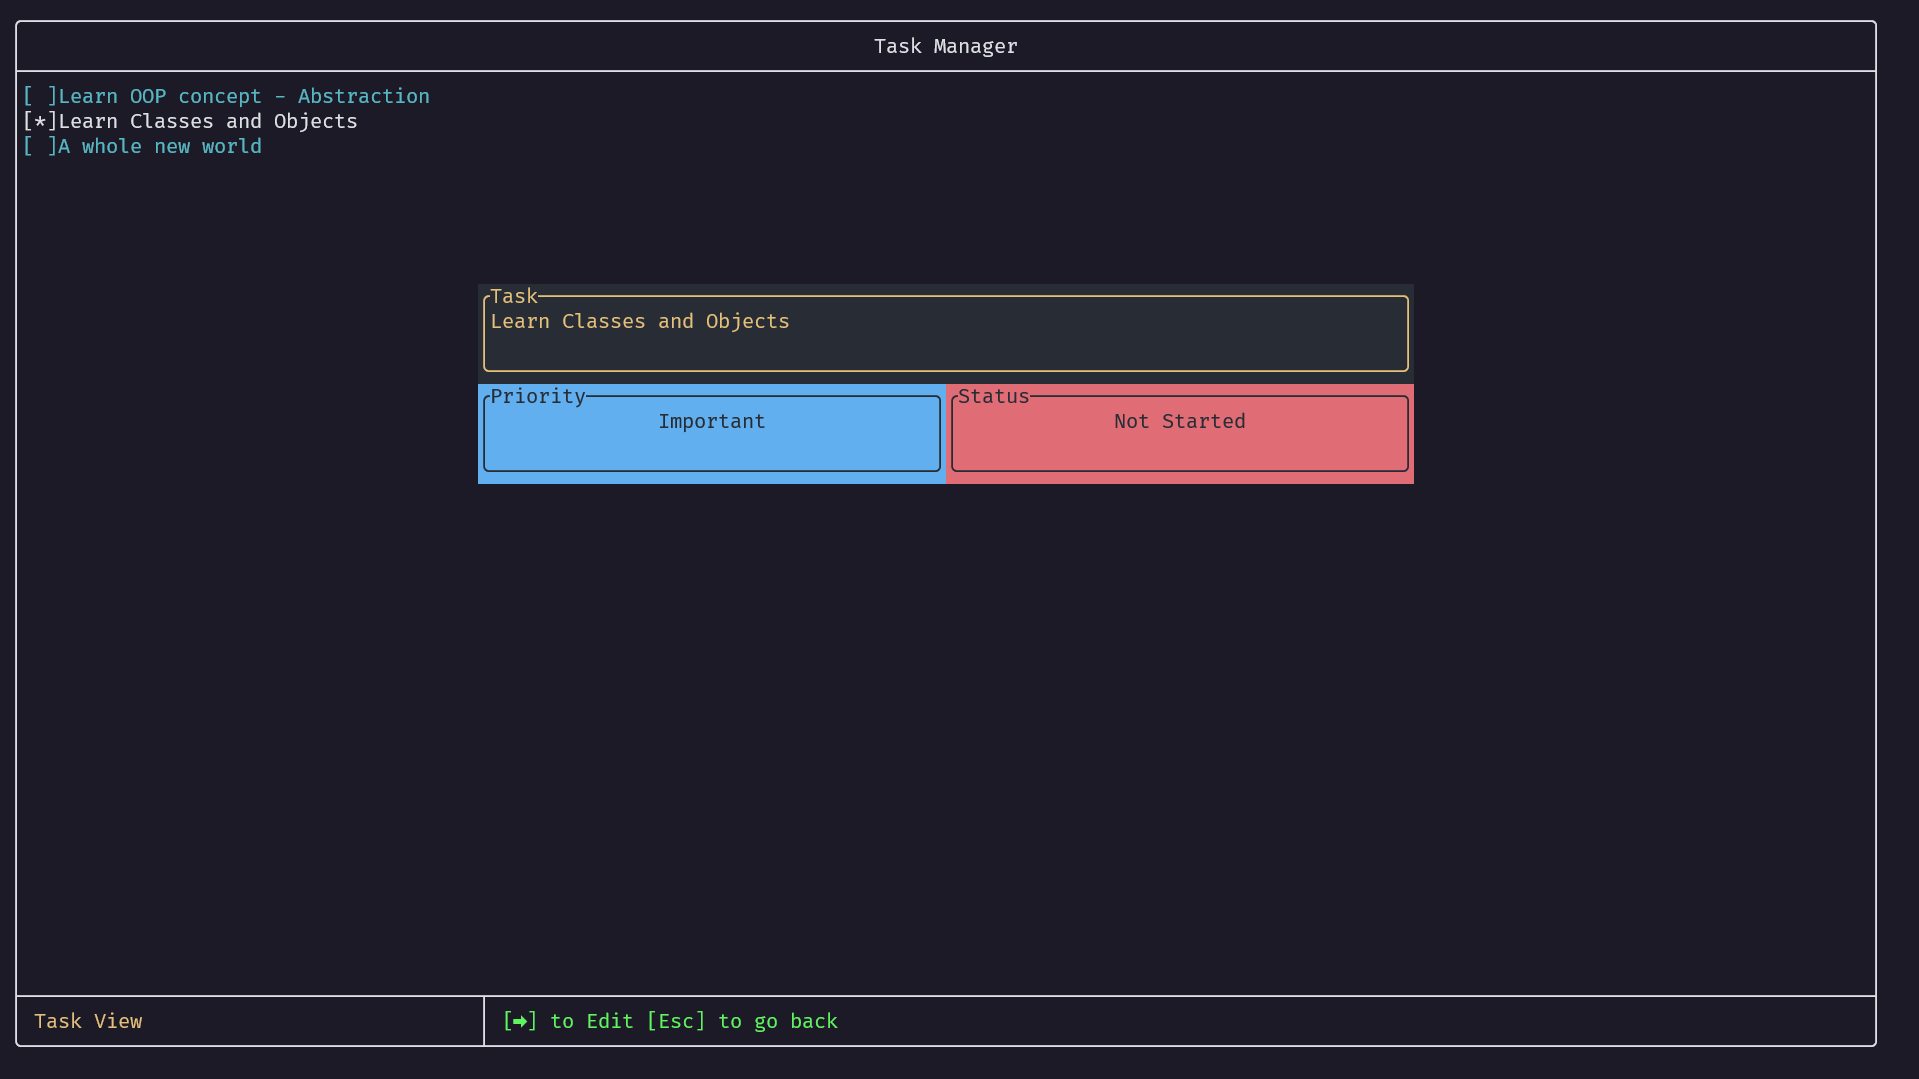 Task Manager
[ ]Learn OOP concept - Abstraction
[*]Learn Classes and Objects
[ ]A whole new world
Task
Learn Classes and Objects
Priority
Important
Status
Not Started
Task View
[➡] to Edit [Esc] to go back